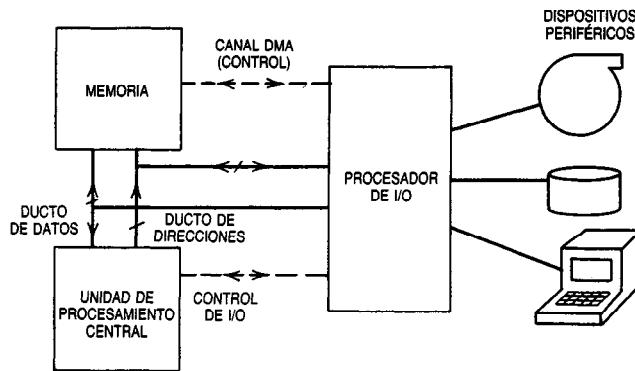 DISPOSITIVOS
PERIFÉRICOS
CANAL DMA
(CONTROL)
MEMORIA
PROCESADOR
DE I/O
DUCTO
DE DATOS
DUCTO DE
DIRECCIONES
UNIDAD DE
PROCESAMIENTO
CENTRAL
CONTROL
DE I/O